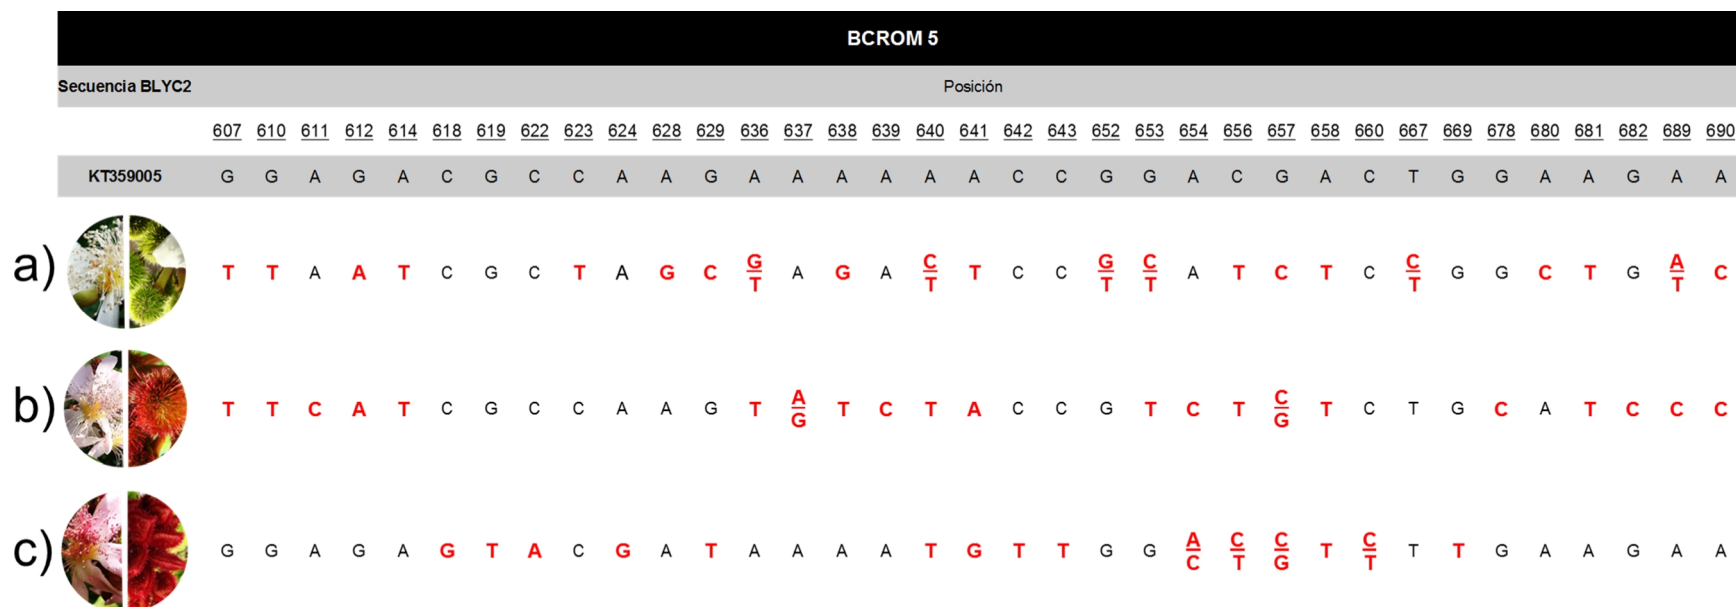 BCROM 5
Secuencia BLYC2 Posición
607 610 611 612 614 618 619 622 623 624 628 629 636 637 638 639 640 641 642 643 652 653 654 656 657 658 660 667 669 678 680 681 682 689 690
KT359005 G G A G A C G C C A A G A A A A A A C C G G A C G A C T G G A A G A A
a) T T A A T C G C T A G C G/T A G A C/T T C C G/T C/T A T C T C C/T G G C T G A/T C
b) T T C A T C G C C A A G T A/G T C T A C C G T C T C/G T C T G C A T C C C
c) G G A G A G T A C G A T A A A A T G T T G G A/C C/T C/G T C/T T T G A A G A A